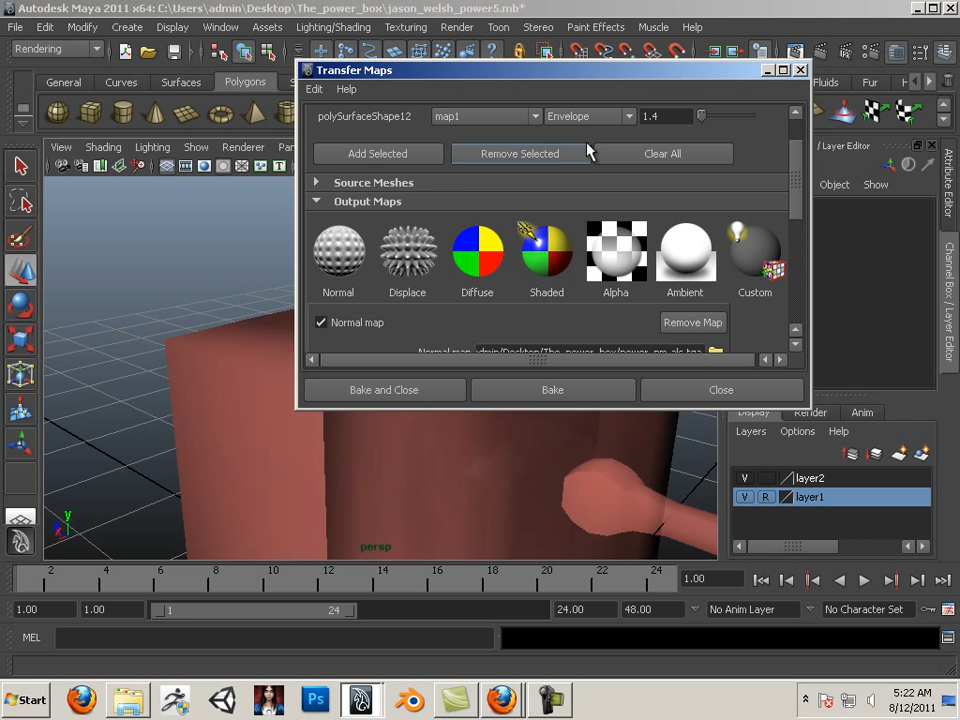 Autodesk Maya 2011 x64: C:\Users\admin\Desktop\The_power_box\jason_welsh_power5.mb*
File Edit Modify Create Display Window Assets Lighting/Shading Texturing Render Toon Stereo Paint Effects Muscle Help
Rendering
Transfer Maps
General Curves Surfaces Polygons
Fluids Fur H
Edit Help
polySurfaceShape12 map1 Envelope 1.4
View Shading Lighting Show Renderer
/ Layer Editor
Add Selected Remove Selected Clear All
Source Meshes
Object Show
Output Maps
Attribute Editor
Channel Box / Layer Editor
Normal Displace Diffuse Shaded Alpha Ambient Custom
Normal map Remove Map
Bake and Close Bake Close
Display Render Anim
Layers Options Help
V layer2
V R layer1
y
persp
2 4 6 8 10 12 14 16 18 20 22 24 1.00
1.00 1.00 1 24 24.00 48.00 No Anim Layer No Character Set
MEL
Start Ps 5:22 AM
8/12/2011